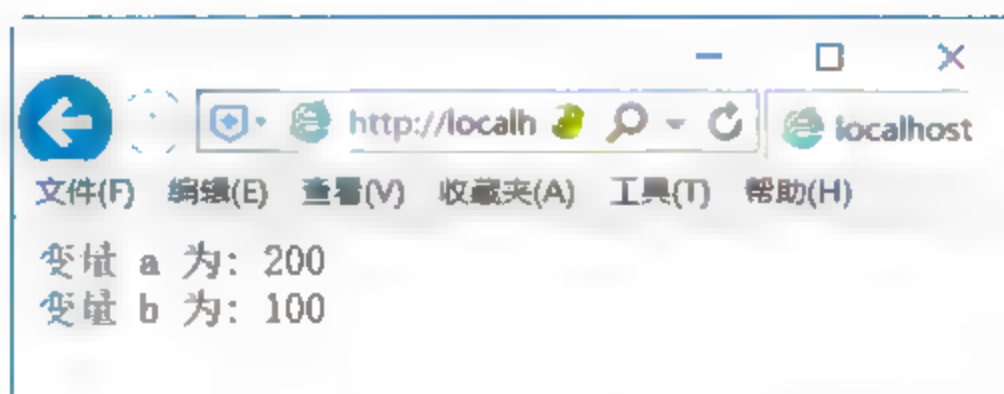 http://localh
localhost
文件(F) 编辑(E) 查看(V) 收藏夹(A) 工具(T) 帮助(H)
变量 a 为: 200
变量 b 为: 100